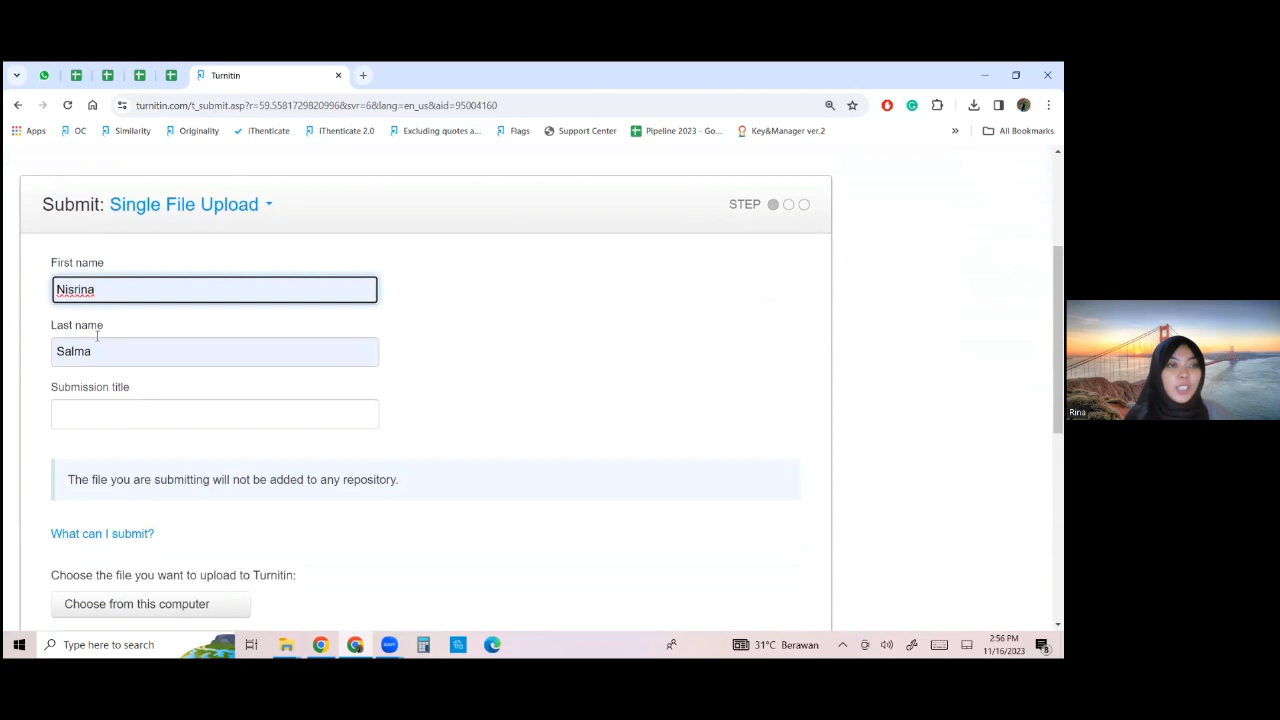 Turnitin
turnitin.com/t_submit.asp?r=59.5581729820996&svr=6&lang=en_us&aid=95004160
Apps OC Similarity Originality iThenticate iThenticate 2.0 Excluding quotes a... Flags Support Center Pipeline 2023 - Go... Key&Manager ver.2 » All Bookmarks
Submit: Single File Upload STEP
First name
Nisrina
Last name
Salma
Submission title
The file you are submitting will not be added to any repository.
What can I submit?
Choose the file you want to upload to Turnitin:
Choose from this computer
Rina
Type here to search
31°C Berawan
2:56 PM
11/16/2023
8